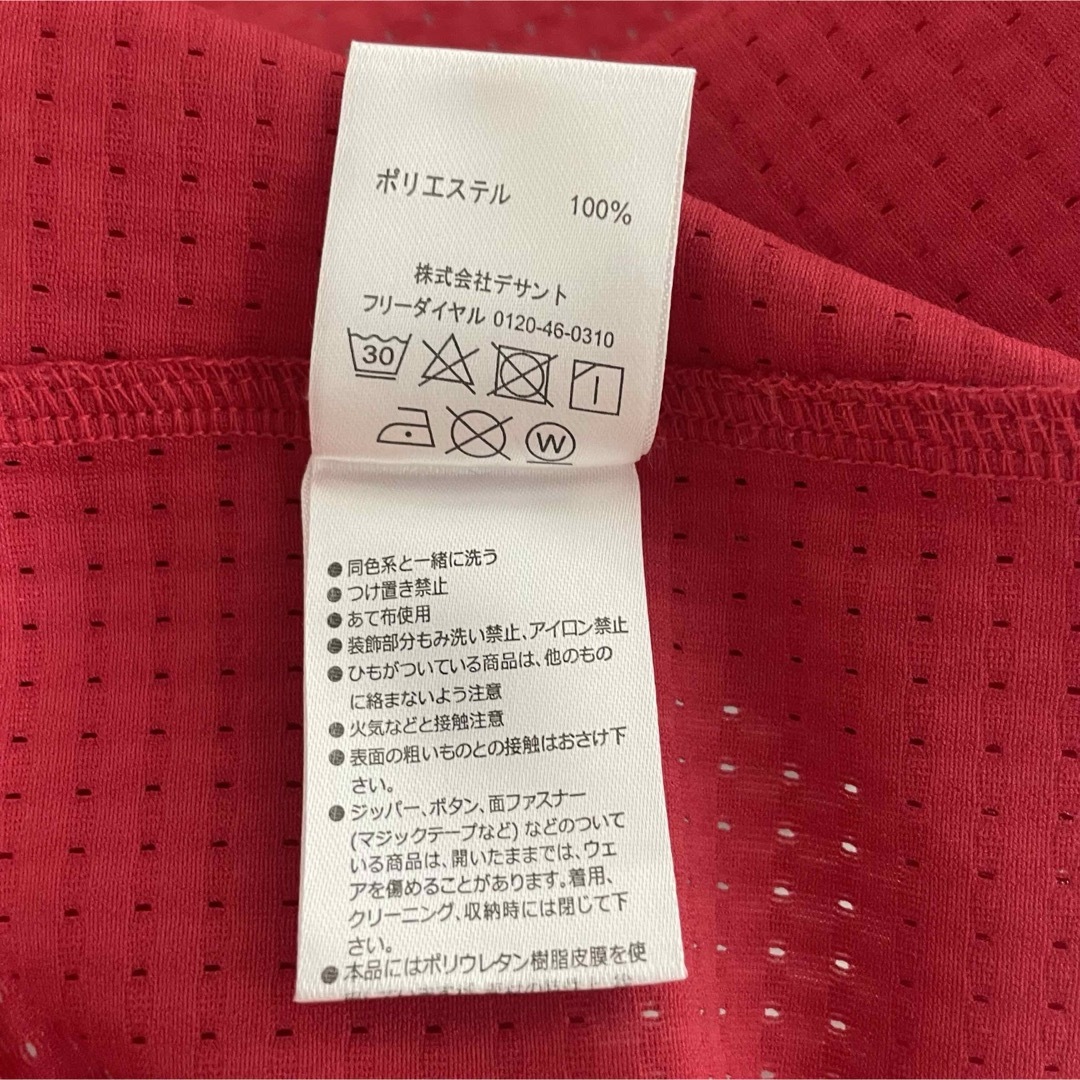 ポリエステル 100%
株式会社デサント
フリーダイヤル 0120-46-0310
30
W
●同色系と一緒に洗う
●つけ置き禁止
●あて布使用
●装飾部分もみ洗い禁止、アイロン禁止
●ひもがついている商品は、他のもの
に絡まないよう注意
●火気などと接触注意
●表面の粗いものとの接触はおさけ下
さい。
●ジッパー、ボタン、面ファスナー
(マジックテープなど)などのついて
いる商品は、開いたままでは、ウェ
アを傷めることがあります。着用、
クリーニング、収納時には閉じて下
さい。
●本品にはポリウレタン樹脂皮膜を使